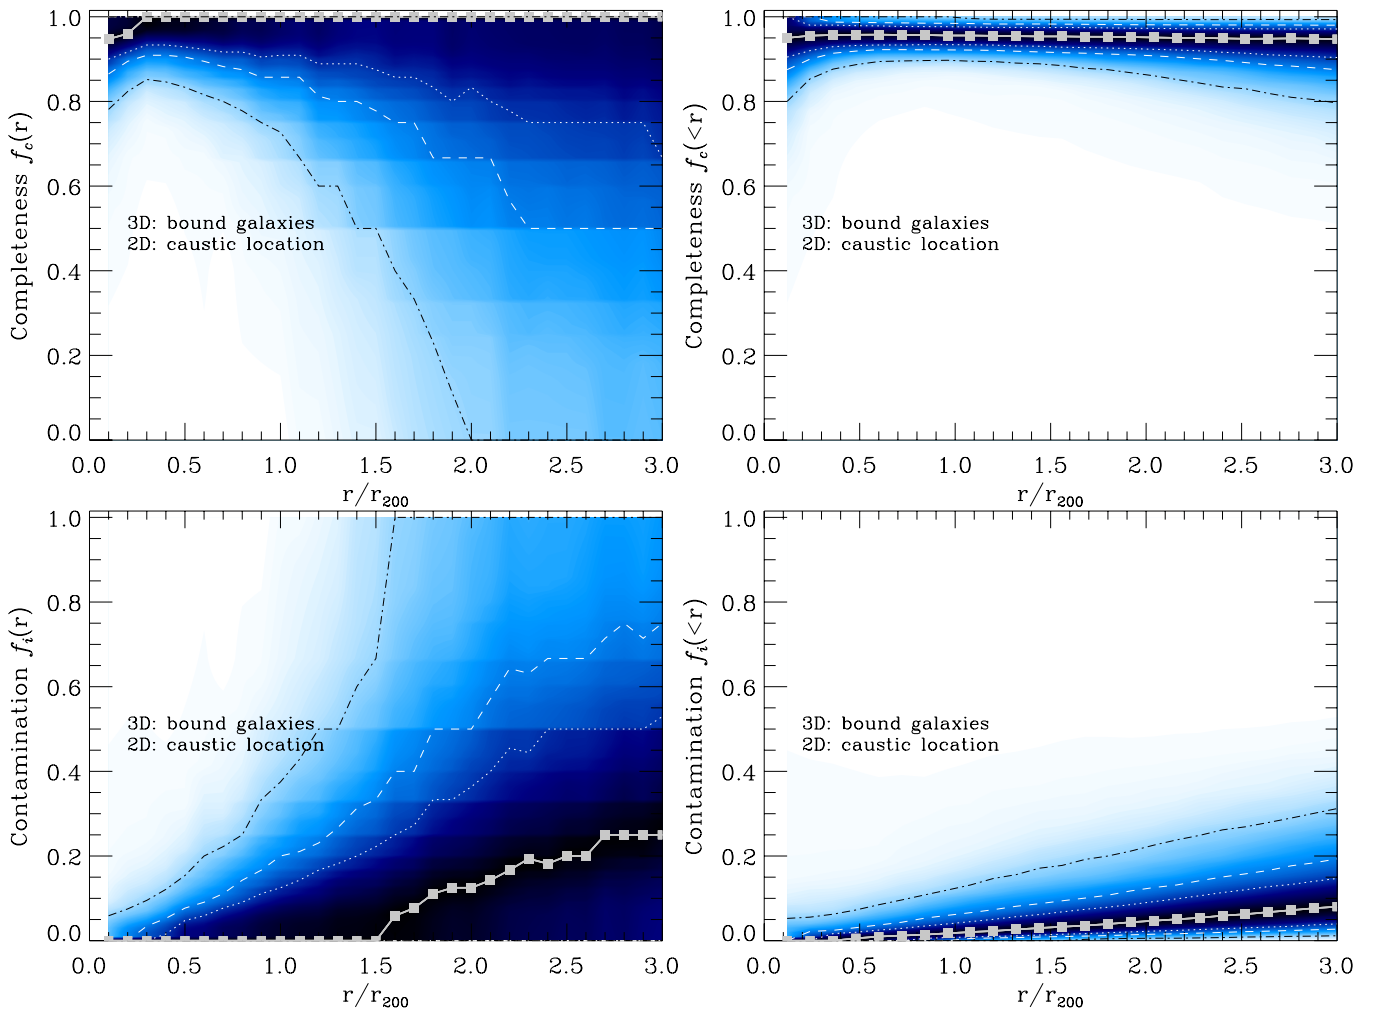 1.0
0.8
0.6
0.4
0.2
0.0
Completeness f_c(r)
3D: bound galaxies
2D: caustic location
0.0 0.5 1.0 1.5 2.0 2.5 3.0
r/r_200
1.0
0.8
0.6
0.4
0.2
0.0
Completeness f_c(<r)
3D: bound galaxies
2D: caustic location
0.0 0.5 1.0 1.5 2.0 2.5 3.0
r/r_200
1.0
0.8
0.6
0.4
0.2
0.0
Contamination f_i(r)
3D: bound galaxies
2D: caustic location
0.0 0.5 1.0 1.5 2.0 2.5 3.0
r/r_200
1.0
0.8
0.6
0.4
0.2
0.0
Contamination f_i(<r)
3D: bound galaxies
2D: caustic location
0.0 0.5 1.0 1.5 2.0 2.5 3.0
r/r_200